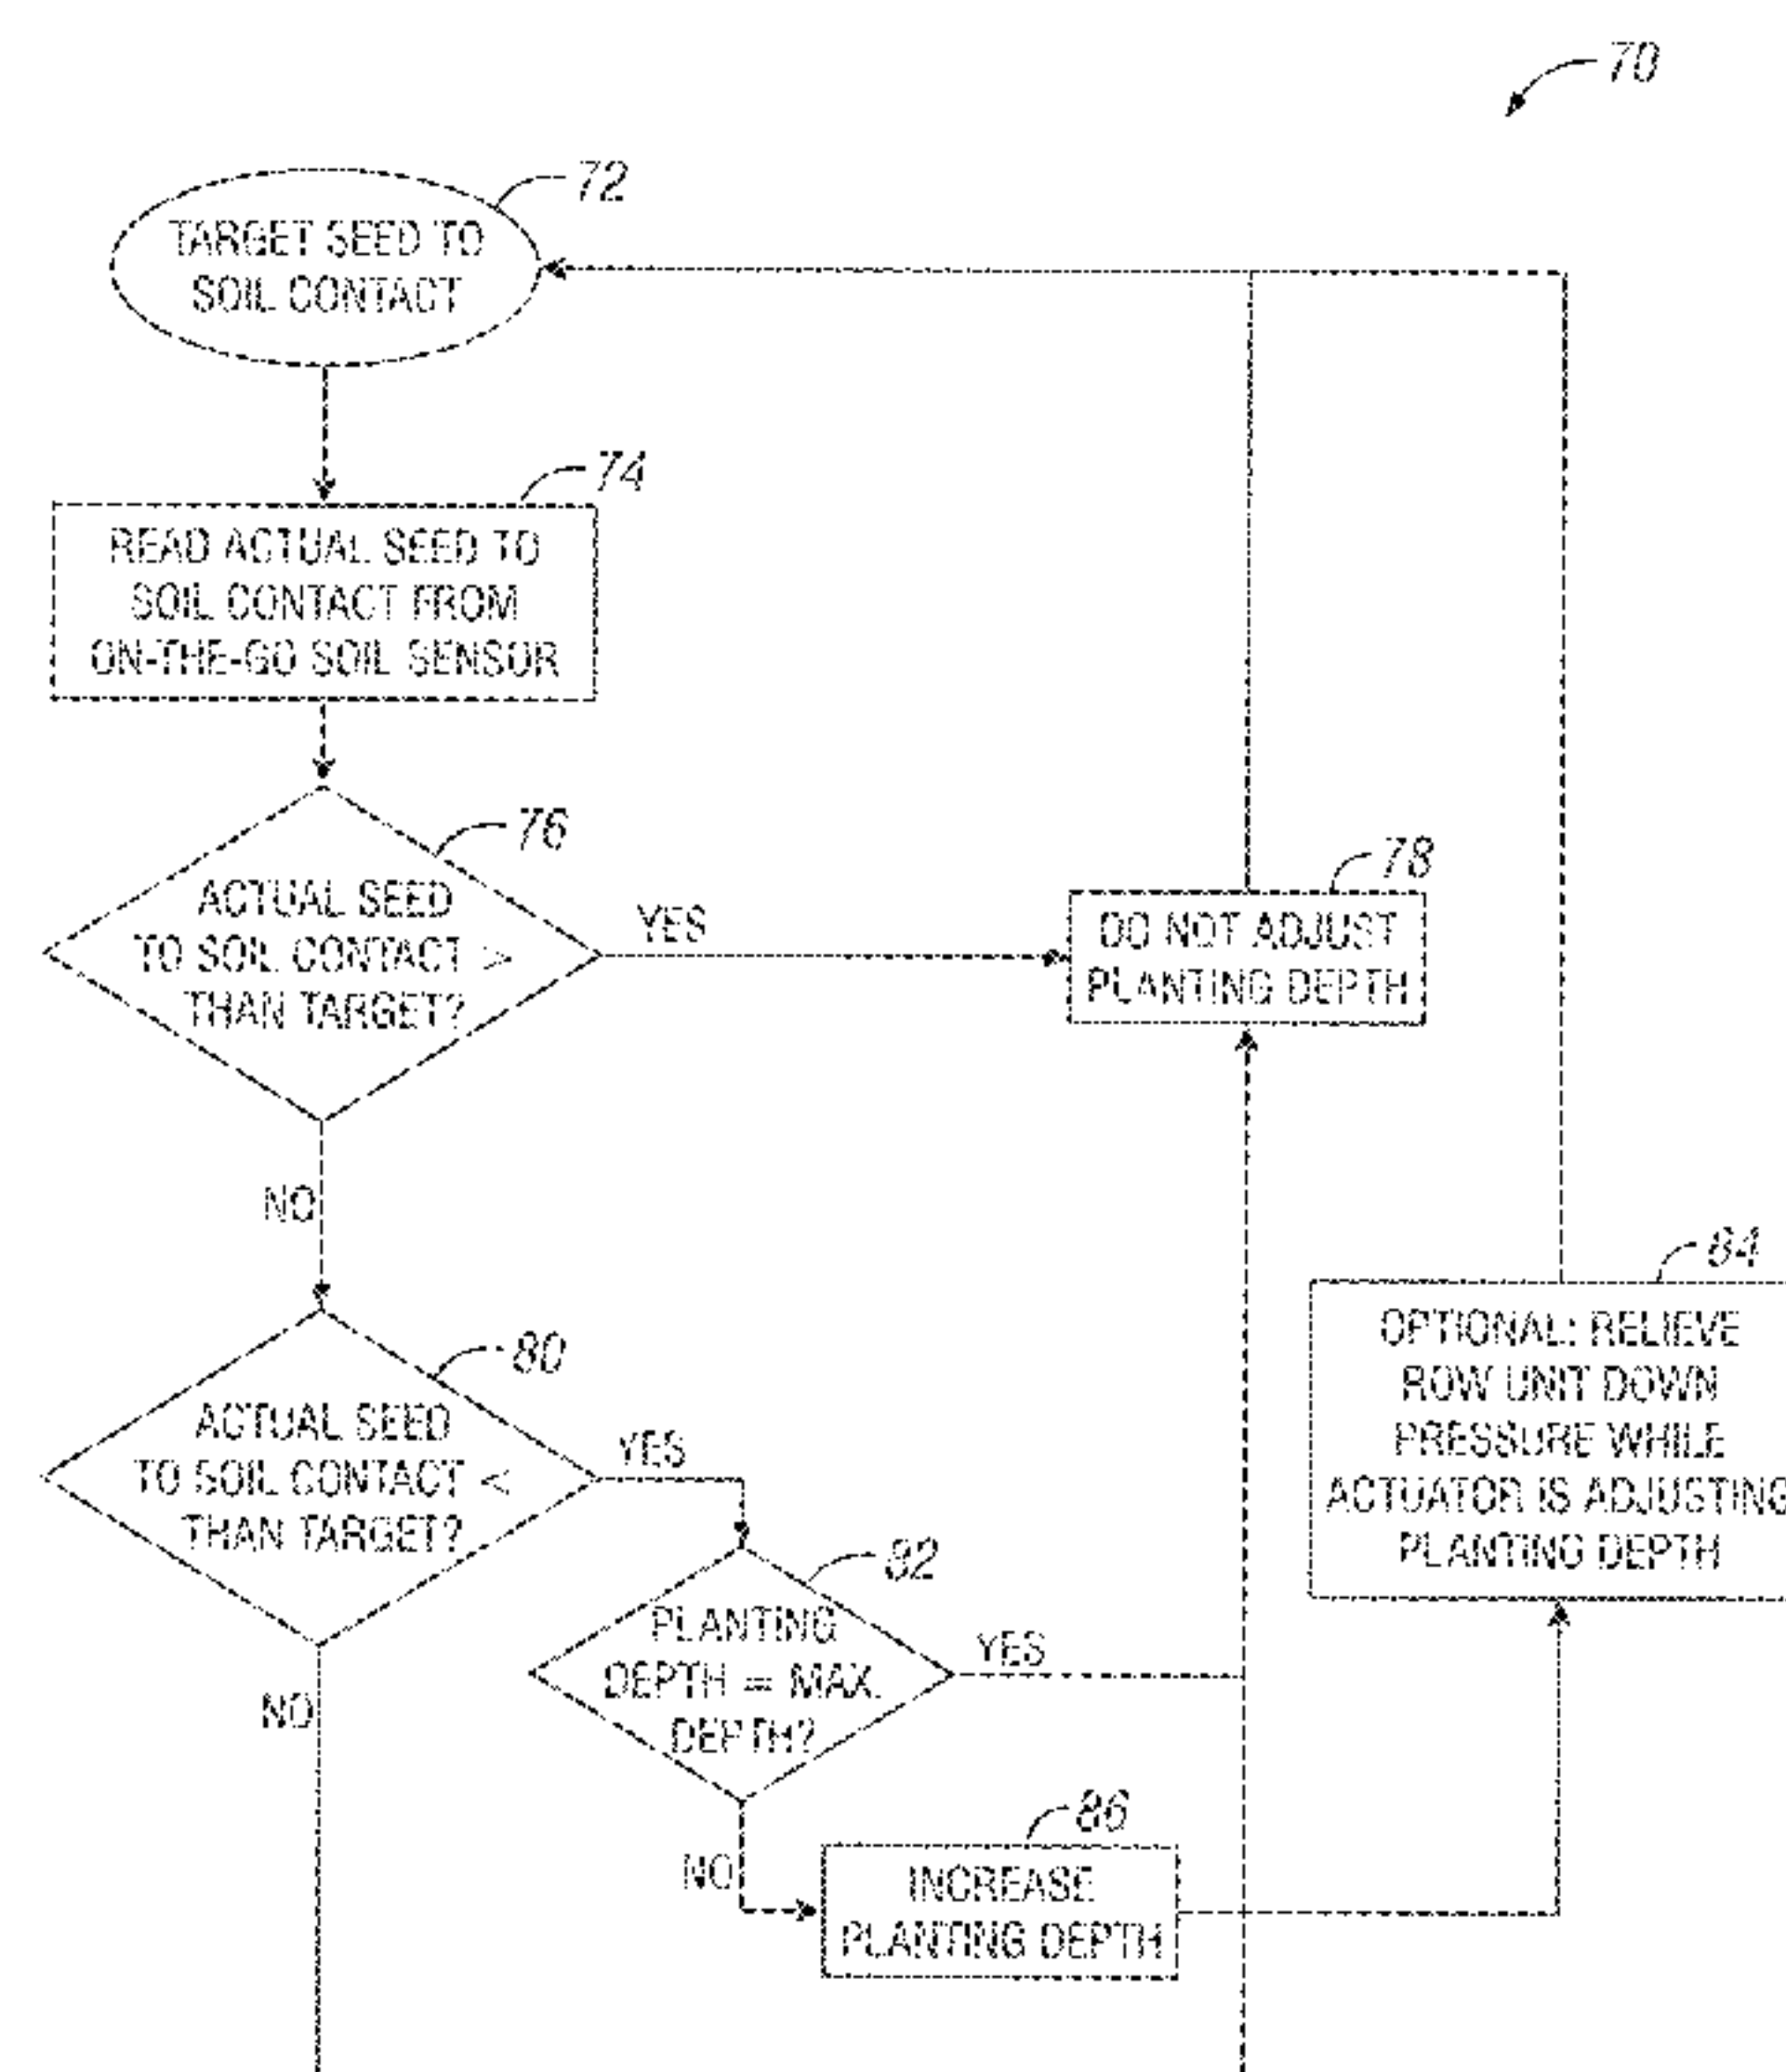 70
72
TARGET SEED TO
SOIL CONTACT
74
READ ACTUAL SEED TO
SOIL CONTACT FROM
ON-THE-GO SOIL SENSOR
76
ACTUAL SEED
TO SOIL CONTACT >
THAN TARGET?
YES
78
DO NOT ADJUST
PLANTING DEPTH
NO
80
ACTUAL SEED
TO SOIL CONTACT <
THAN TARGET?
YES
84
OPTIONAL: RELIEVE
ROW UNIT DOWN
PRESSURE WHILE
ACTUATOR IS ADJUSTING
PLANTING DEPTH
82
PLANTING
DEPTH = MAX.
DEPTH?
YES
NO
NO
86
INCREASE
PLANTING DEPTH